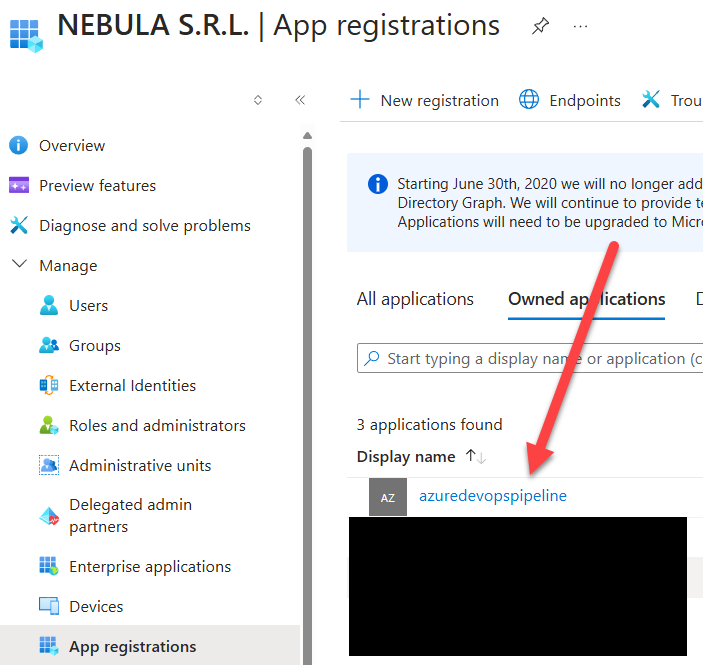 NEBULA S.R.L. | App registrations
New registration
Endpoints
Trou
Overview
Preview features
Diagnose and solve problems
Manage
Users
Groups
External Identities
Roles and administrators
Administrative units
Delegated admin
partners
Enterprise applications
Devices
App registrations
Starting June 30th, 2020 we will no longer add
Directory Graph. We will continue to provide te
Applications will need to be upgraded to Micro
All applications
Owned applications
D
Start typing a display name or application (c
3 applications found
Display name
AZ
azuredevopspipeline